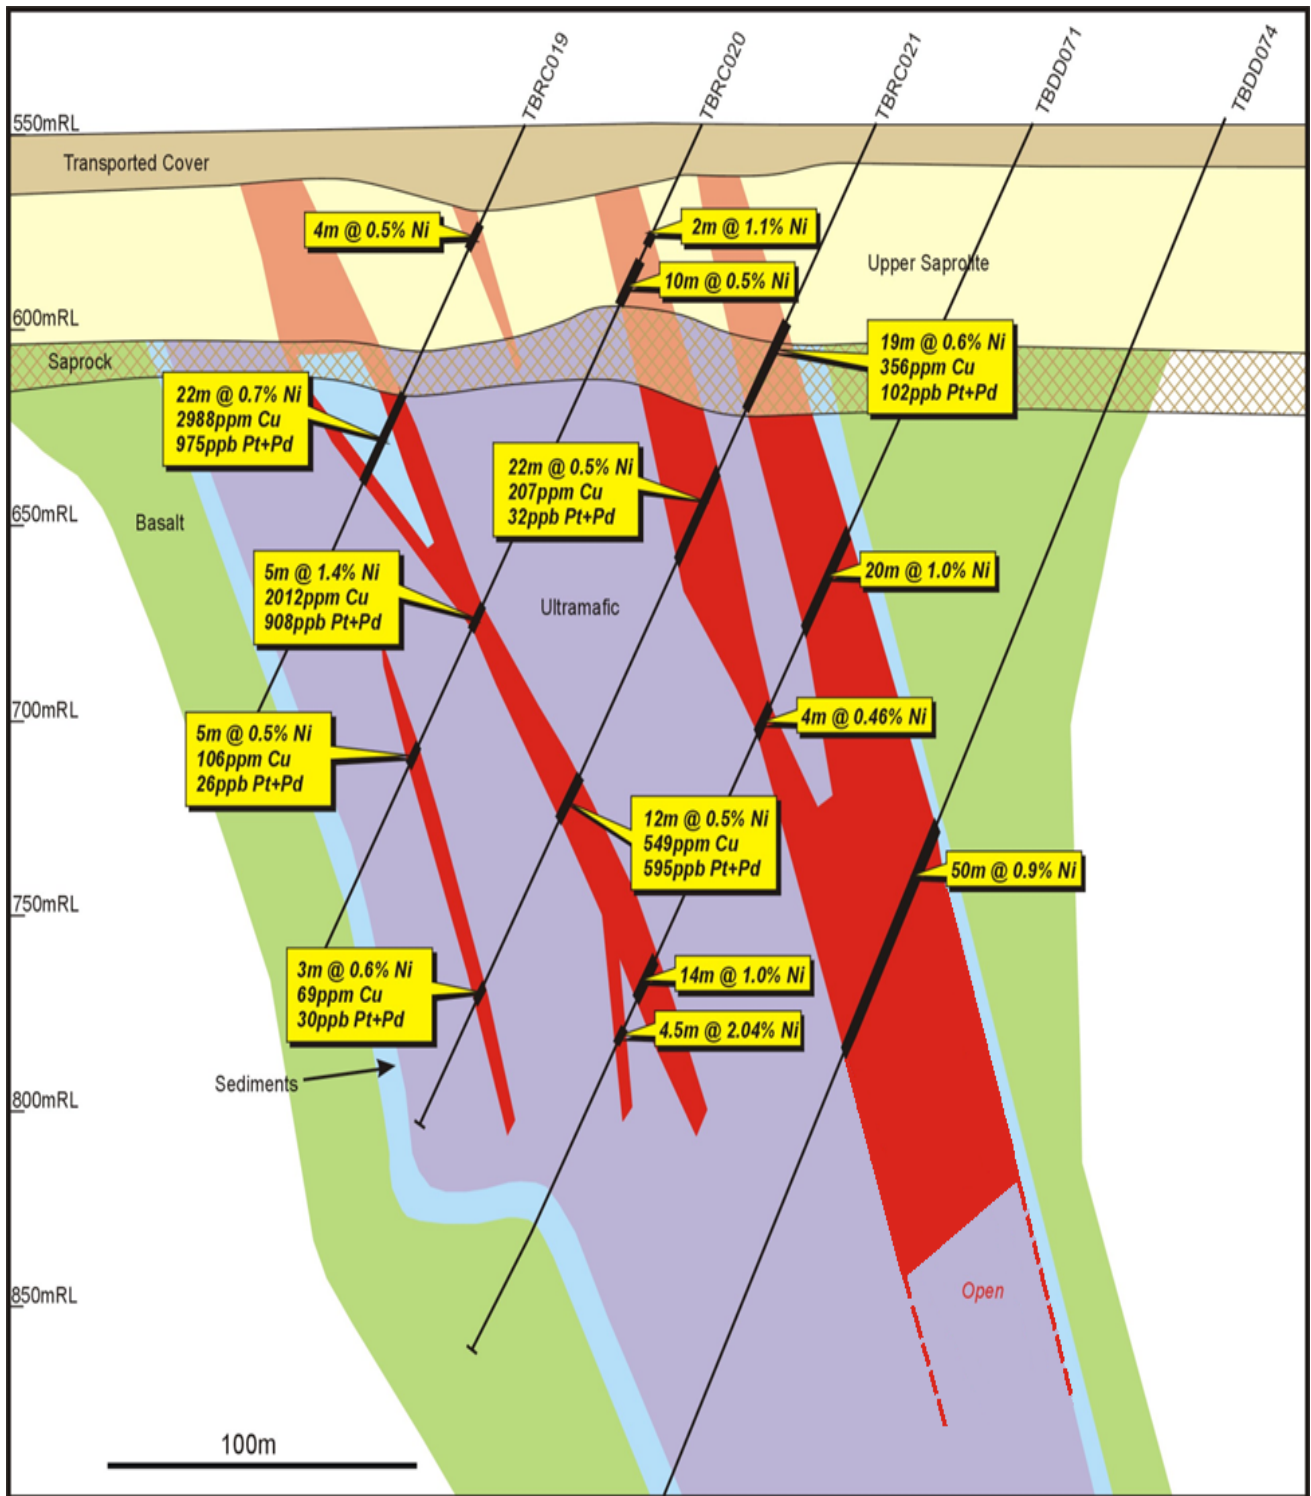 TBRC019
TBRC020
TBRC021
TBDD071
TBDD074
550mRL
Transported Cover
4m @ 0.5% Ni
2m @ 1.1% Ni
10m @ 0.5% Ni
Upper Saprolite
600mRL
Saprock
19m @ 0.6% Ni
356ppm Cu
102ppb Pt+Pd
22m @ 0.7% Ni
2988ppm Cu
975ppb Pt+Pd
22m @ 0.5% Ni
207ppm Cu
32ppb Pt+Pd
650mRL
Basalt
20m @ 1.0% Ni
5m @ 1.4% Ni
2012ppm Cu
908ppb Pt+Pd
Ultramafic
700mRL
4m @ 0.46% Ni
5m @ 0.5% Ni
106ppm Cu
26ppb Pt+Pd
12m @ 0.5% Ni
549ppm Cu
595ppb Pt+Pd
50m @ 0.9% Ni
750mRL
3m @ 0.6% Ni
69ppm Cu
30ppb Pt+Pd
14m @ 1.0% Ni
4.5m @ 2.04% Ni
Sediments
800mRL
850mRL
Open
100m